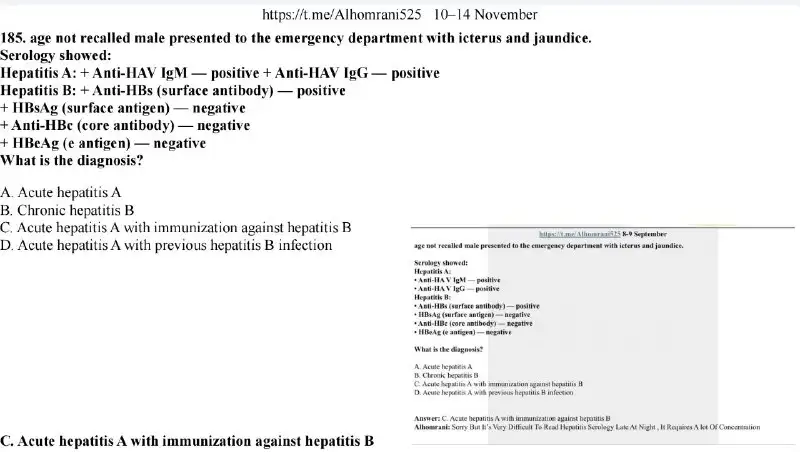 https://t.me/Alhomrani525 10–14 November
185. age not recalled male presented to the emergency department with icterus and jaundice.
Serology showed:
Hepatitis A: + Anti-HAV IgM — positive + Anti-HAV IgG — positive
Hepatitis B: + Anti-HBs (surface antibody) — positive
+ HBsAg (surface antigen) — negative
+ Anti-HBc (core antibody) — negative
+ HBeAg (e antigen) — negative
What is the diagnosis?
A. Acute hepatitis A
B. Chronic hepatitis B
C. Acute hepatitis A with immunization against hepatitis B
D. Acute hepatitis A with previous hepatitis B infection
https://t.me/Alhomrani525 8-9 September
age not recalled male presented to the emergency department with icterus and jaundice.
Serology showed:
Hepatitis A:
• Anti-HAV IgM — positive
• Anti-HAV IgG — positive
Hepatitis B:
• Anti-HBs (surface antibody) — positive
• HBsAg (surface antigen) — negative
• Anti-HBc (core antibody) — negative
• HBeAg (e antigen) — negative
What is the diagnosis?
A. Acute hepatitis A
B. Chronic hepatitis B
C. Acute hepatitis A with immunization against hepatitis B
D. Acute hepatitis A with previous hepatitis B infection
Answer: C. Acute hepatitis A with immunization against hepatitis B
Alhomrani: Sorry But It's Very Difficult To Read Hepatitis Serology Late At Night , It Requires A lot Of Concentration
C. Acute hepatitis A with immunization against hepatitis B